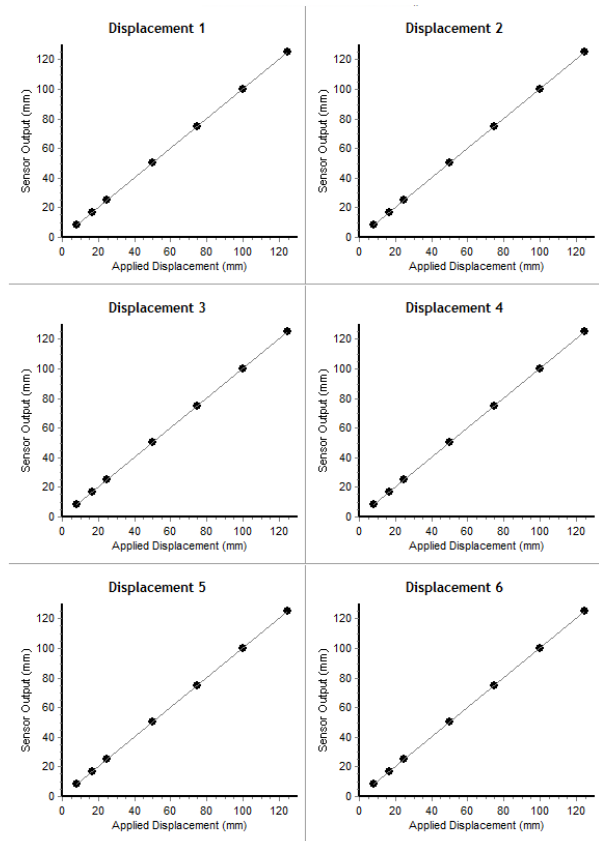 Displacement 1
120
100
80
60
40
20
0
Sensor Output (mm)
0 20 40 60 80 100 120
Applied Displacement (mm)
Displacement 2
120
100
80
60
40
20
0
Sensor Output (mm)
0 20 40 60 80 100 120
Applied Displacement (mm)
Displacement 3
120
100
80
60
40
20
0
Sensor Output (mm)
0 20 40 60 80 100 120
Applied Displacement (mm)
Displacement 4
120
100
80
60
40
20
0
Sensor Output (mm)
0 20 40 60 80 100 120
Applied Displacement (mm)
Displacement 5
120
100
80
60
40
20
0
Sensor Output (mm)
0 20 40 60 80 100 120
Applied Displacement (mm)
Displacement 6
120
100
80
60
40
20
0
Sensor Output (mm)
0 20 40 60 80 100 120
Applied Displacement (mm)